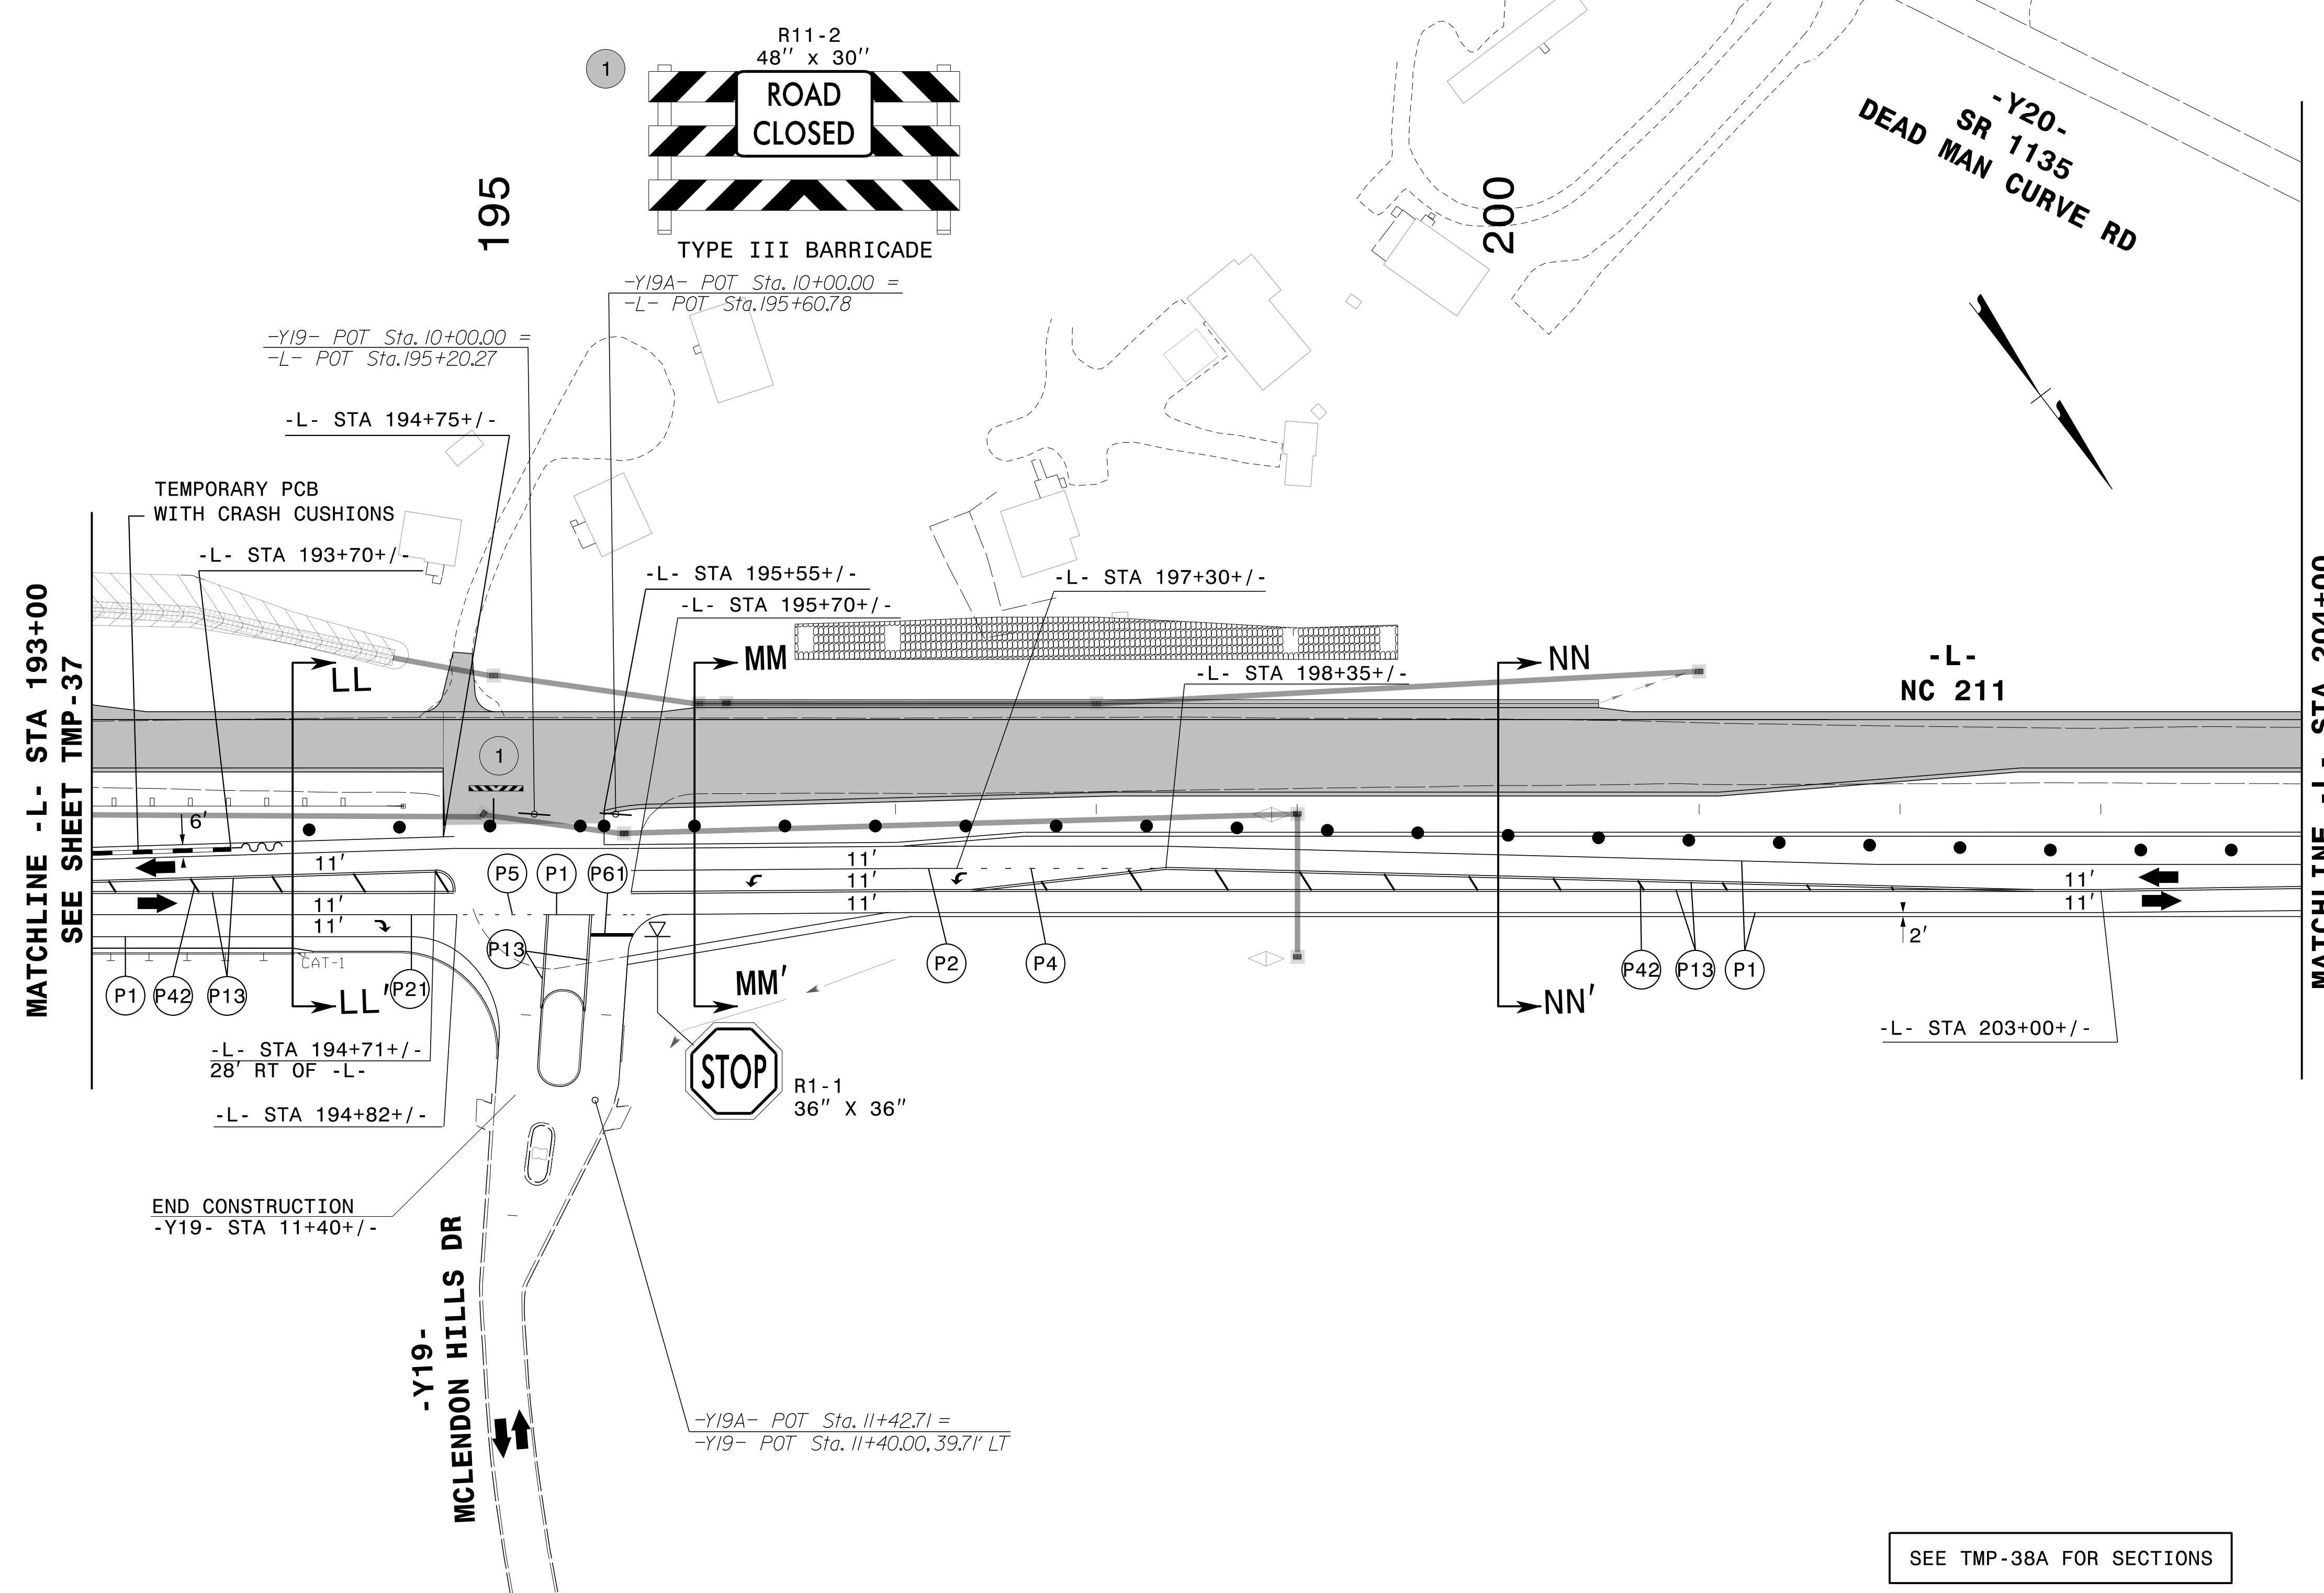 R11-2
48'' x 30''
1
ROAD
CLOSED
TYPE III BARRICADE
195
200
-Y20-
SR 1135
DEAD MAN CURVE RD
-Y19A- POT Sta. 10+00.00 =
-L- POT Sta. 195+60.78
-Y19- POT Sta. 10+00.00 =
-L- POT Sta. 195+20.27
-L- STA 194+75+/-
TEMPORARY PCB
WITH CRASH CUSHIONS
-L- STA 193+70+/-
-L- STA 195+55+/-
-L- STA 195+70+/-
-L- STA 197+30+/-
-L- STA 198+35+/-
MATCHLINE -L- STA 193+00
SEE SHEET TMP-37
MATCHLINE -L- STA 204+00
LL
MM
NN
-L-
NC 211
1
6'
11'
11'
11'
P5
P1
P61
P13
11'
11'
11'
11'
11'
2'
CAT-1
P1
P42
P13
LL'
P21
MM'
P2
P4
NN'
P42
P13
P1
-L- STA 194+71+/-
28' RT OF -L-
-L- STA 194+82+/-
STOP
R1-1
36" X 36"
-L- STA 203+00+/-
END CONSTRUCTION
-Y19- STA 11+40+/-
-Y19-
MCLENDON HILLS DR
-Y19A- POT Sta. 11+42.71 =
-Y19- POT Sta. 11+40.00, 39.71' LT
SEE TMP-38A FOR SECTIONS